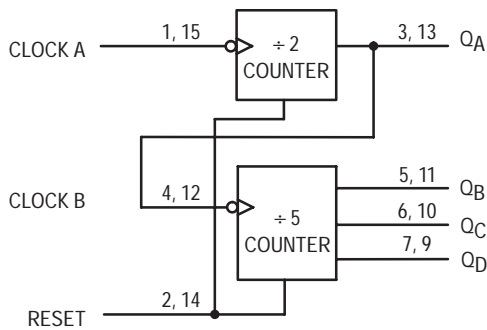 CLOCK A
1, 15
÷ 2
COUNTER
3, 13
QA
CLOCK B
4, 12
÷ 5
COUNTER
5, 11
QB
6, 10
QC
7, 9
QD
RESET
2, 14